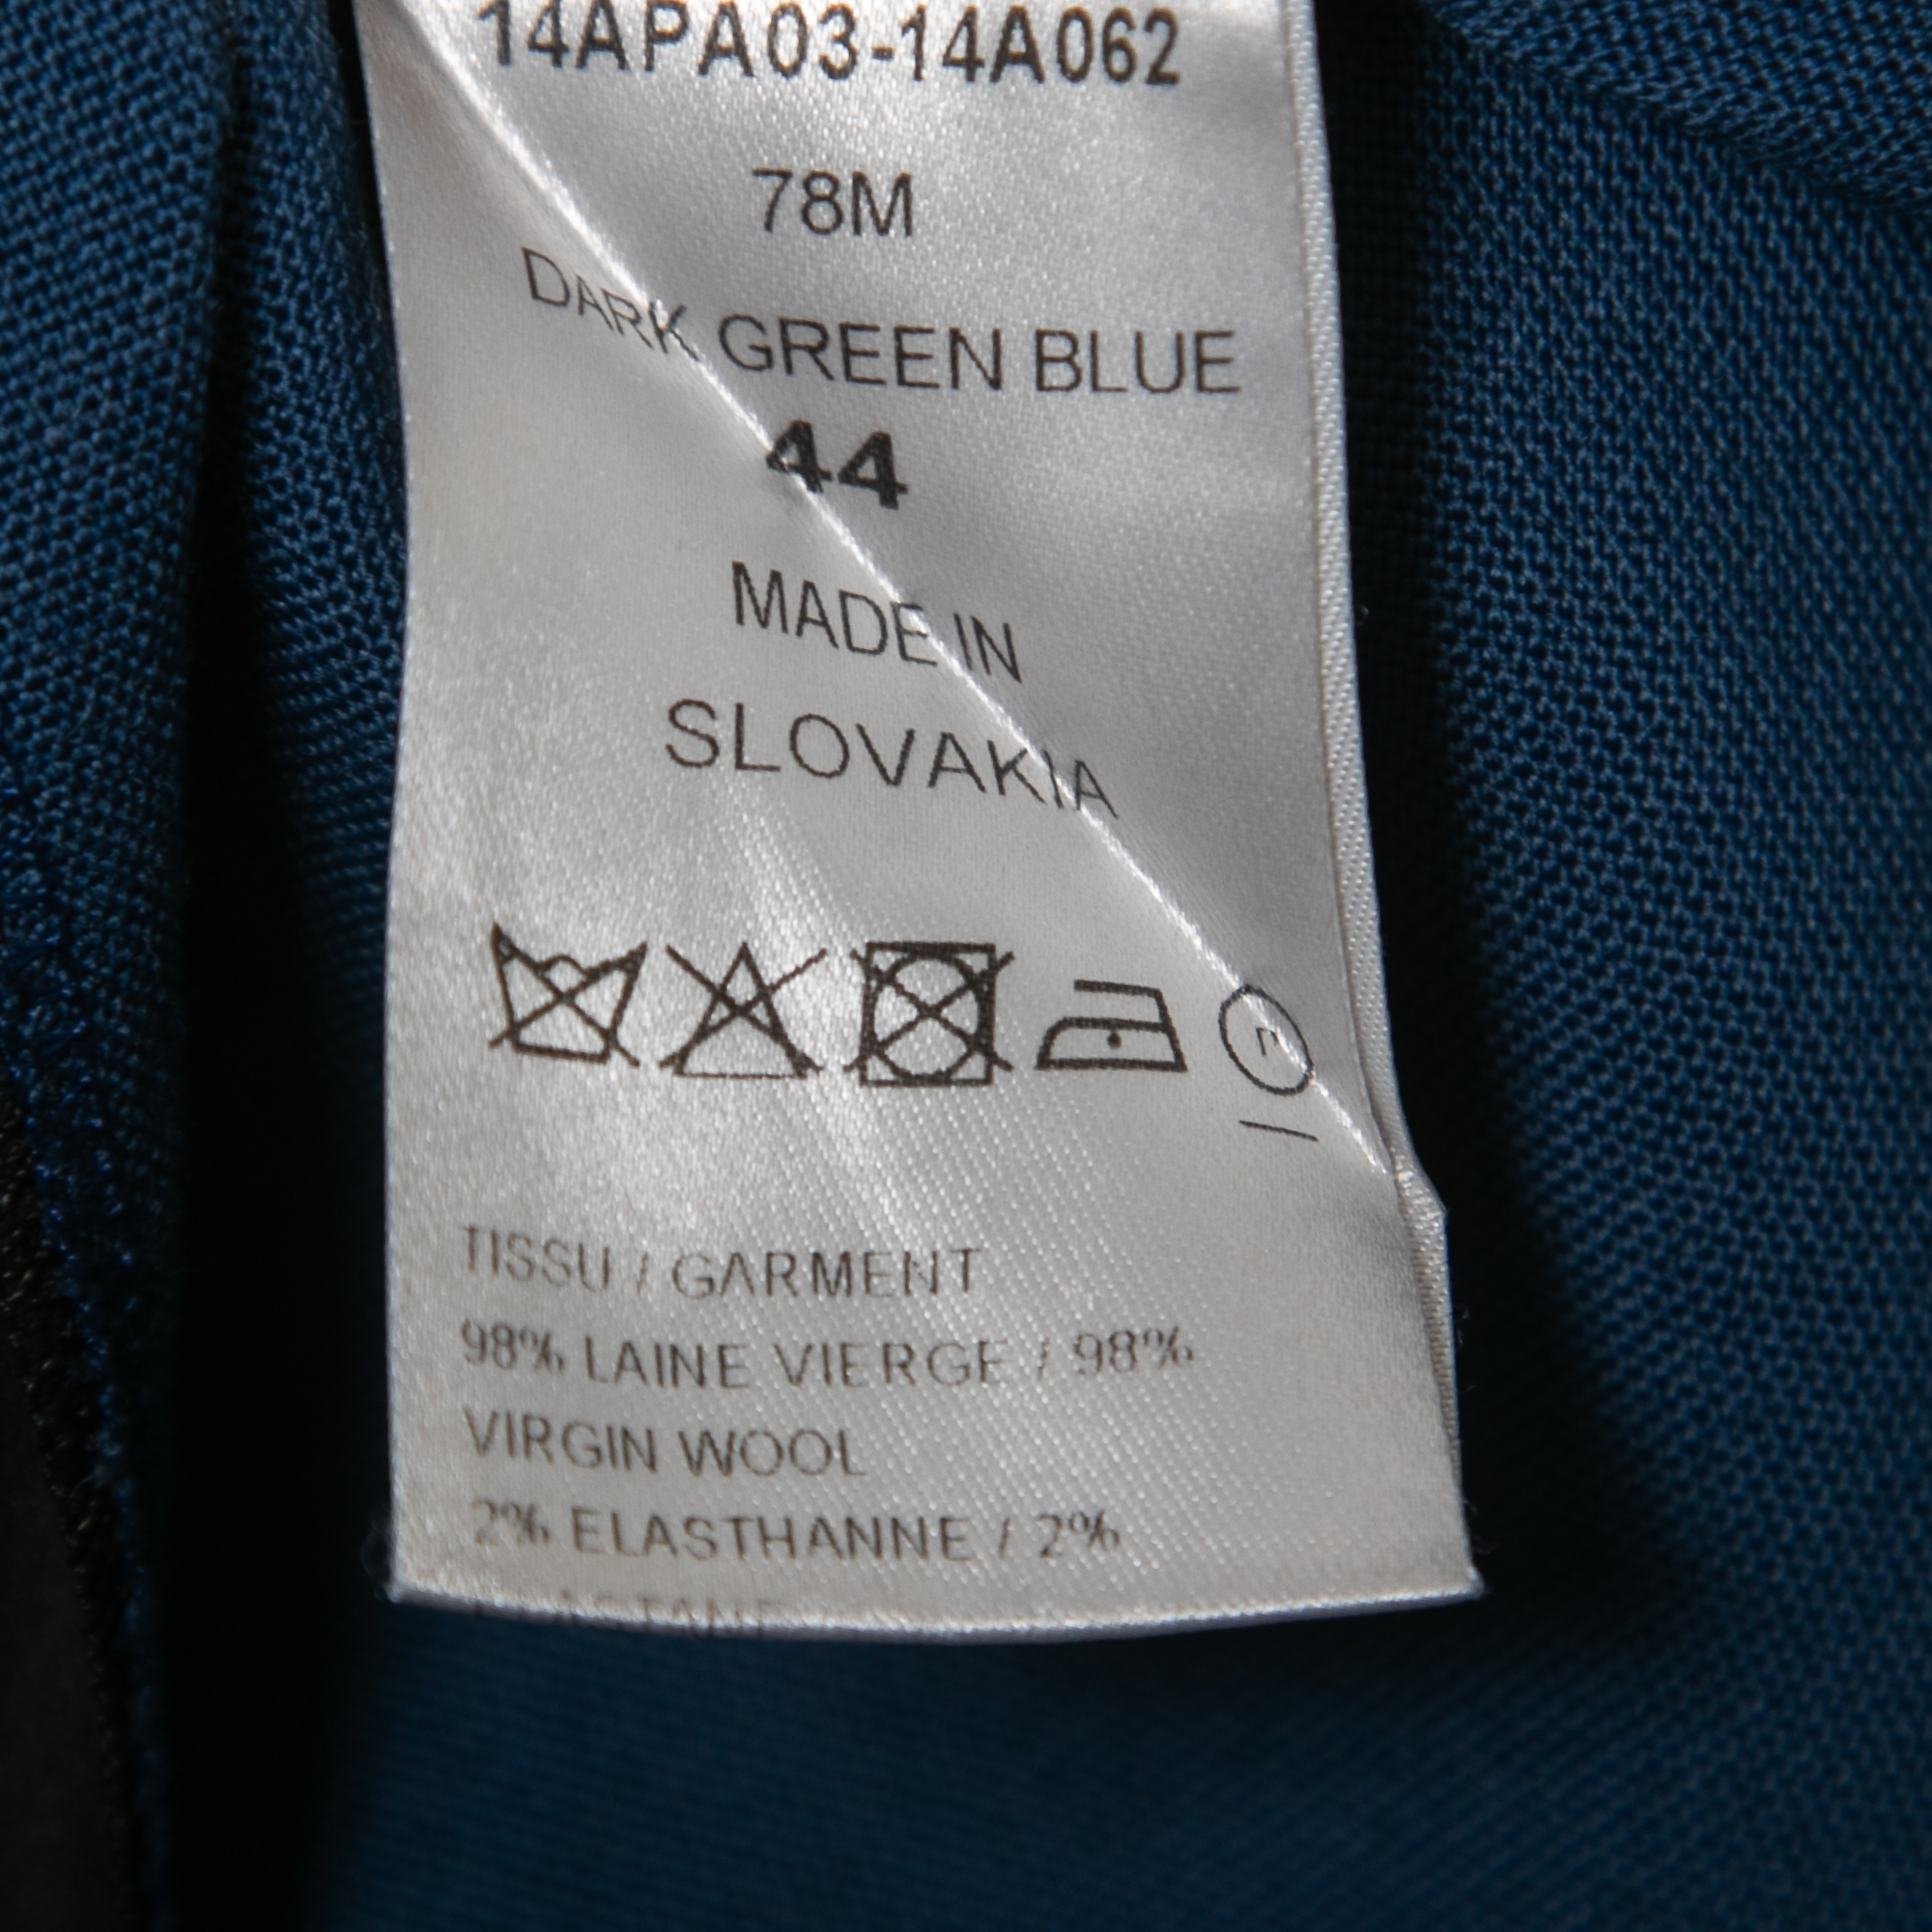 14APA03-14A062
78M
DARK GREEN BLUE
44
MADE IN
SLOVAKIA
P
TISSU / GARMENT
98% LAINE VIERGE / 98%
VIRGIN WOOL
2% ELASTHANNE / 2%
ELASTANE